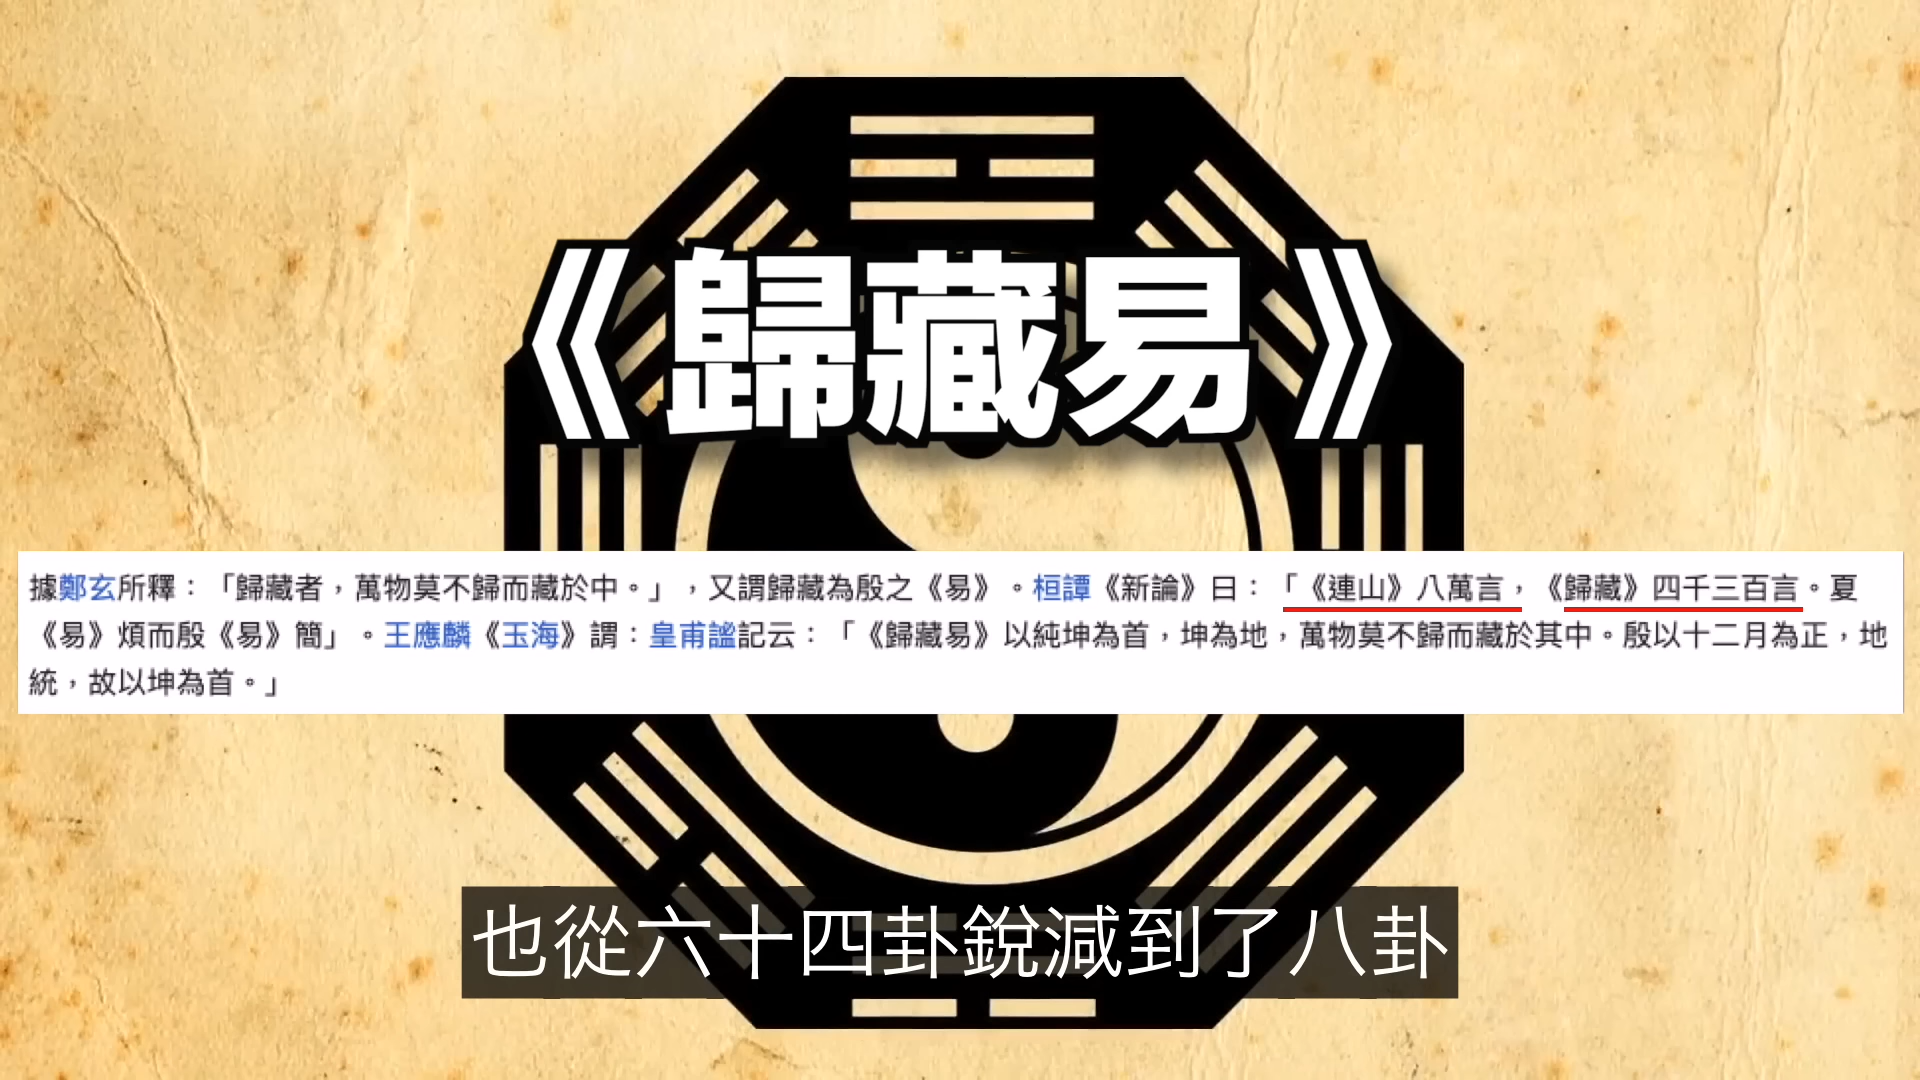 《歸藏易》
據鄭玄所釋：「歸藏者，萬物莫不歸而藏於中。」，又謂歸藏為殷之《易》。桓譚《新論》曰：「《連山》八萬言，《歸藏》四千三百言。夏
《易》煩而殷《易》簡」。王應麟《玉海》謂：皇甫謐記云：「《歸藏易》以純坤為首，坤為地，萬物莫不歸而藏於其中。殷以十二月為正，地
統，故以坤為首。」
也從六十四卦銳減到了八卦